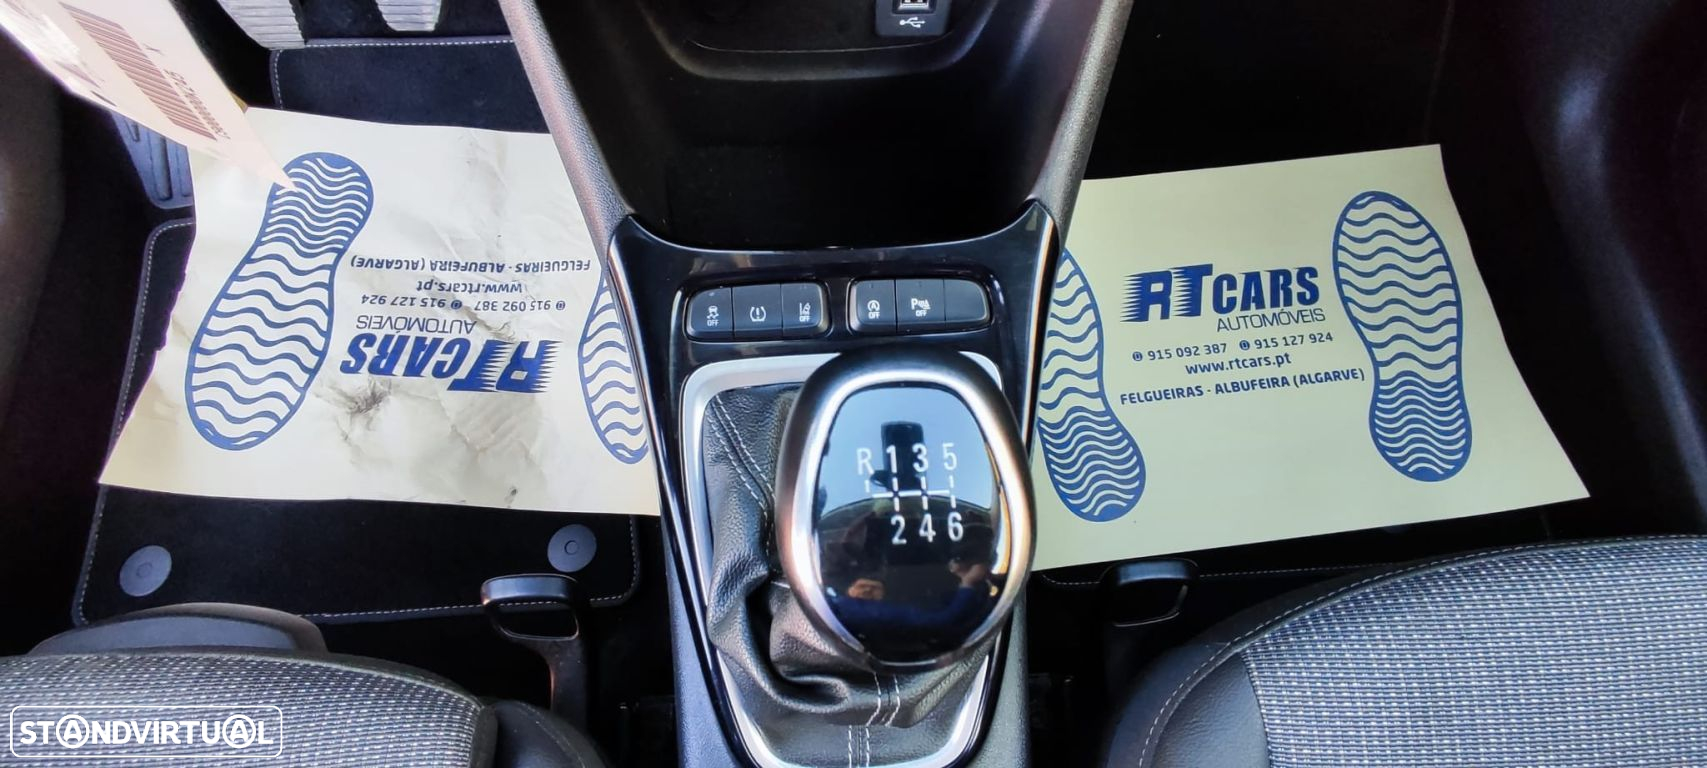 FELGUEIRAS - ALBUFEIRA (ALGARVE)
www.rtcars.pt
915 092 387 915 127 924
AUTOMÓVEIS
RTCARS
OFF
OFF
OFF
OFF
R 1 3 5
2 4 6
RTCARS
AUTOMÓVEIS
915 092 387 915 127 924
www.rtcars.pt
FELGUEIRAS - ALBUFEIRA (ALGARVE)
STANDVIRTUAL